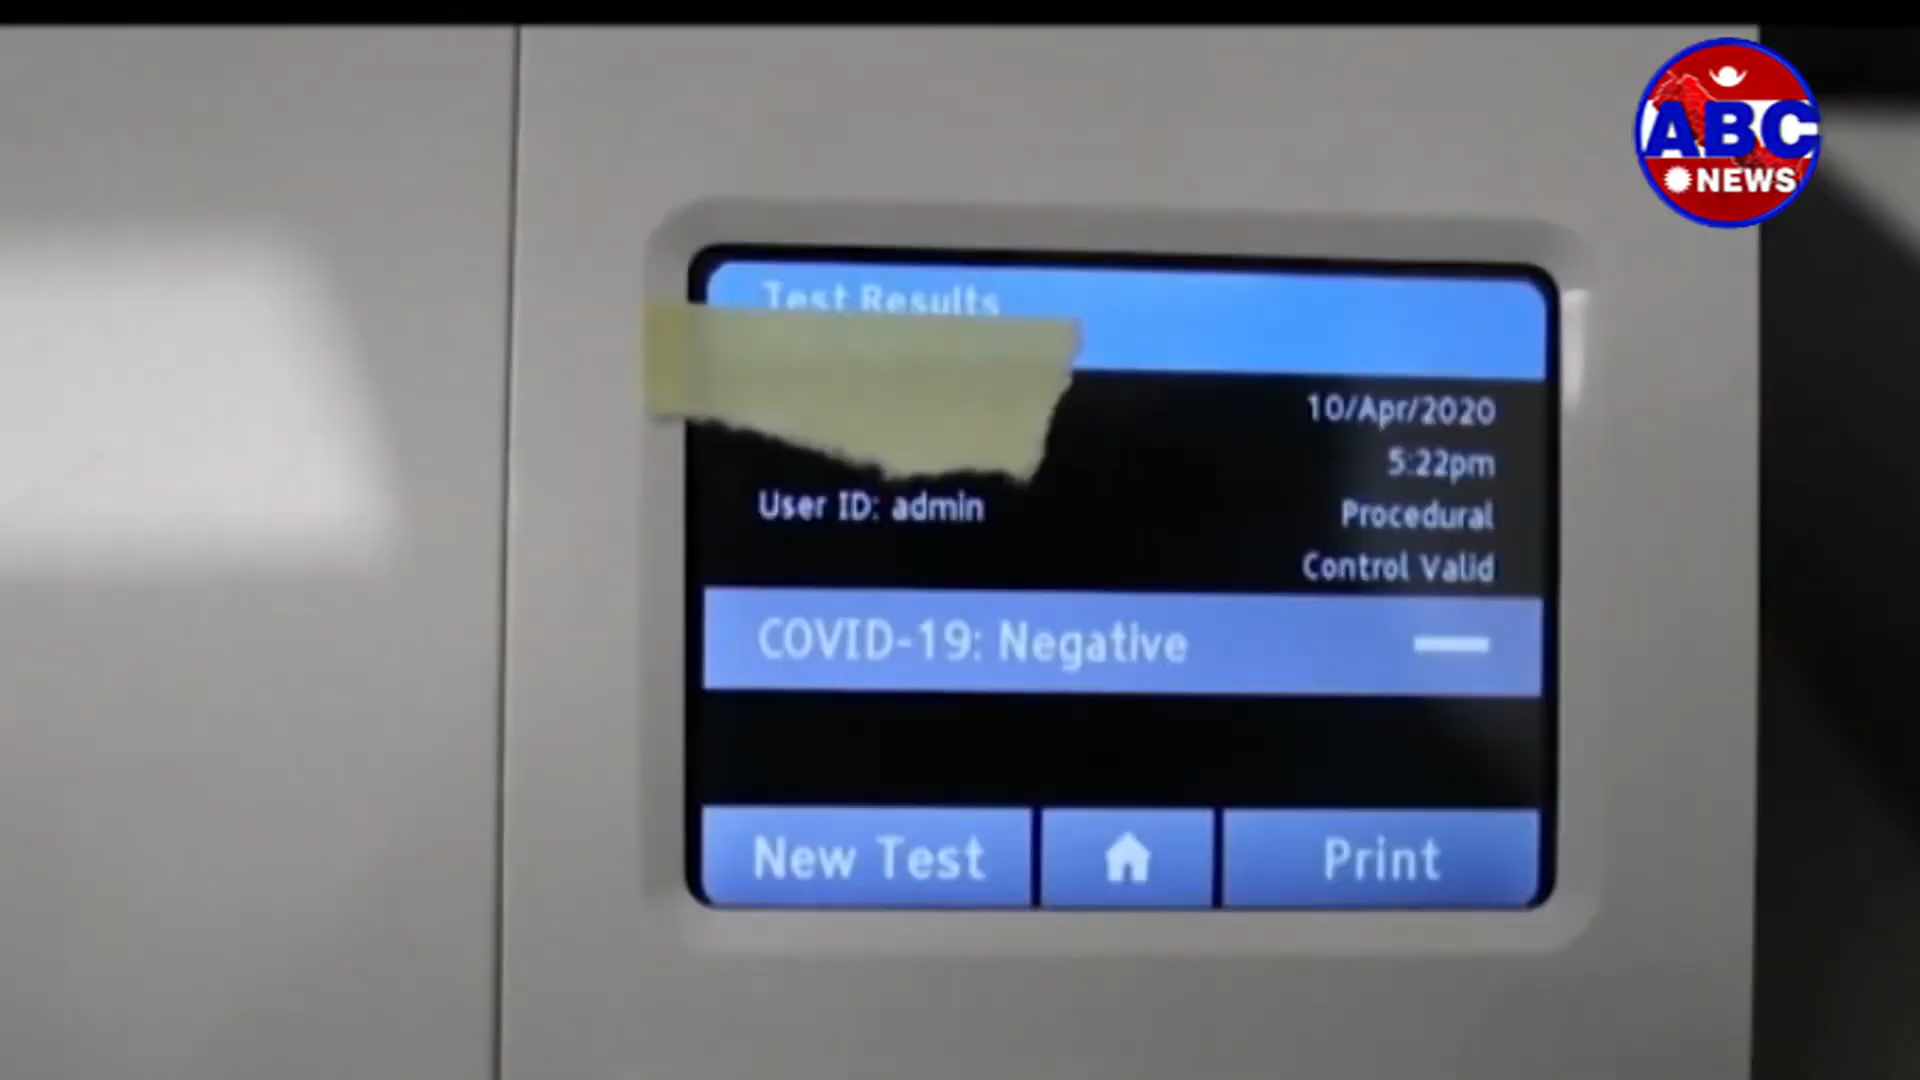 ABC
NEWS
Test Results
10/Apr/2020
5:22pm
User ID: admin
Procedural
Control Valid
COVID-19: Negative
New Test
Print